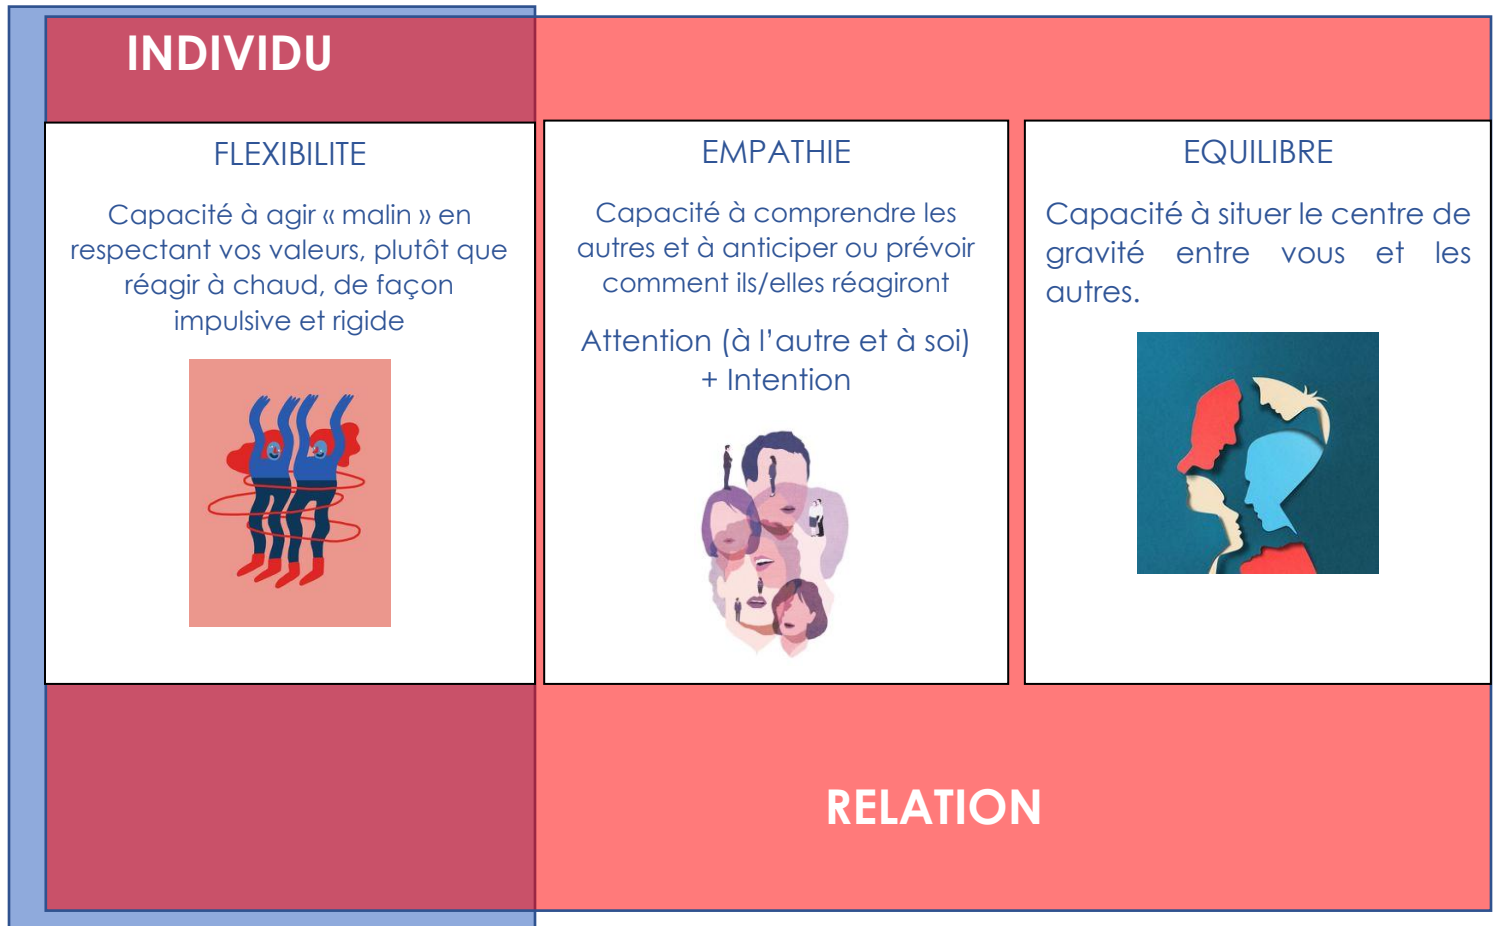 INDIVIDU
FLEXIBILITE
Capacité à agir « malin » en
respectant vos valeurs, plutôt que
réagir à chaud, de façon
impulsive et rigide
EMPATHIE
Capacité à comprendre les
autres et à anticiper ou prévoir
comment ils/elles réagiront
Attention (à l’autre et à soi)
+ Intention
EQUILIBRE
Capacité à situer le centre de
gravité entre vous et les
autres.
RELATION